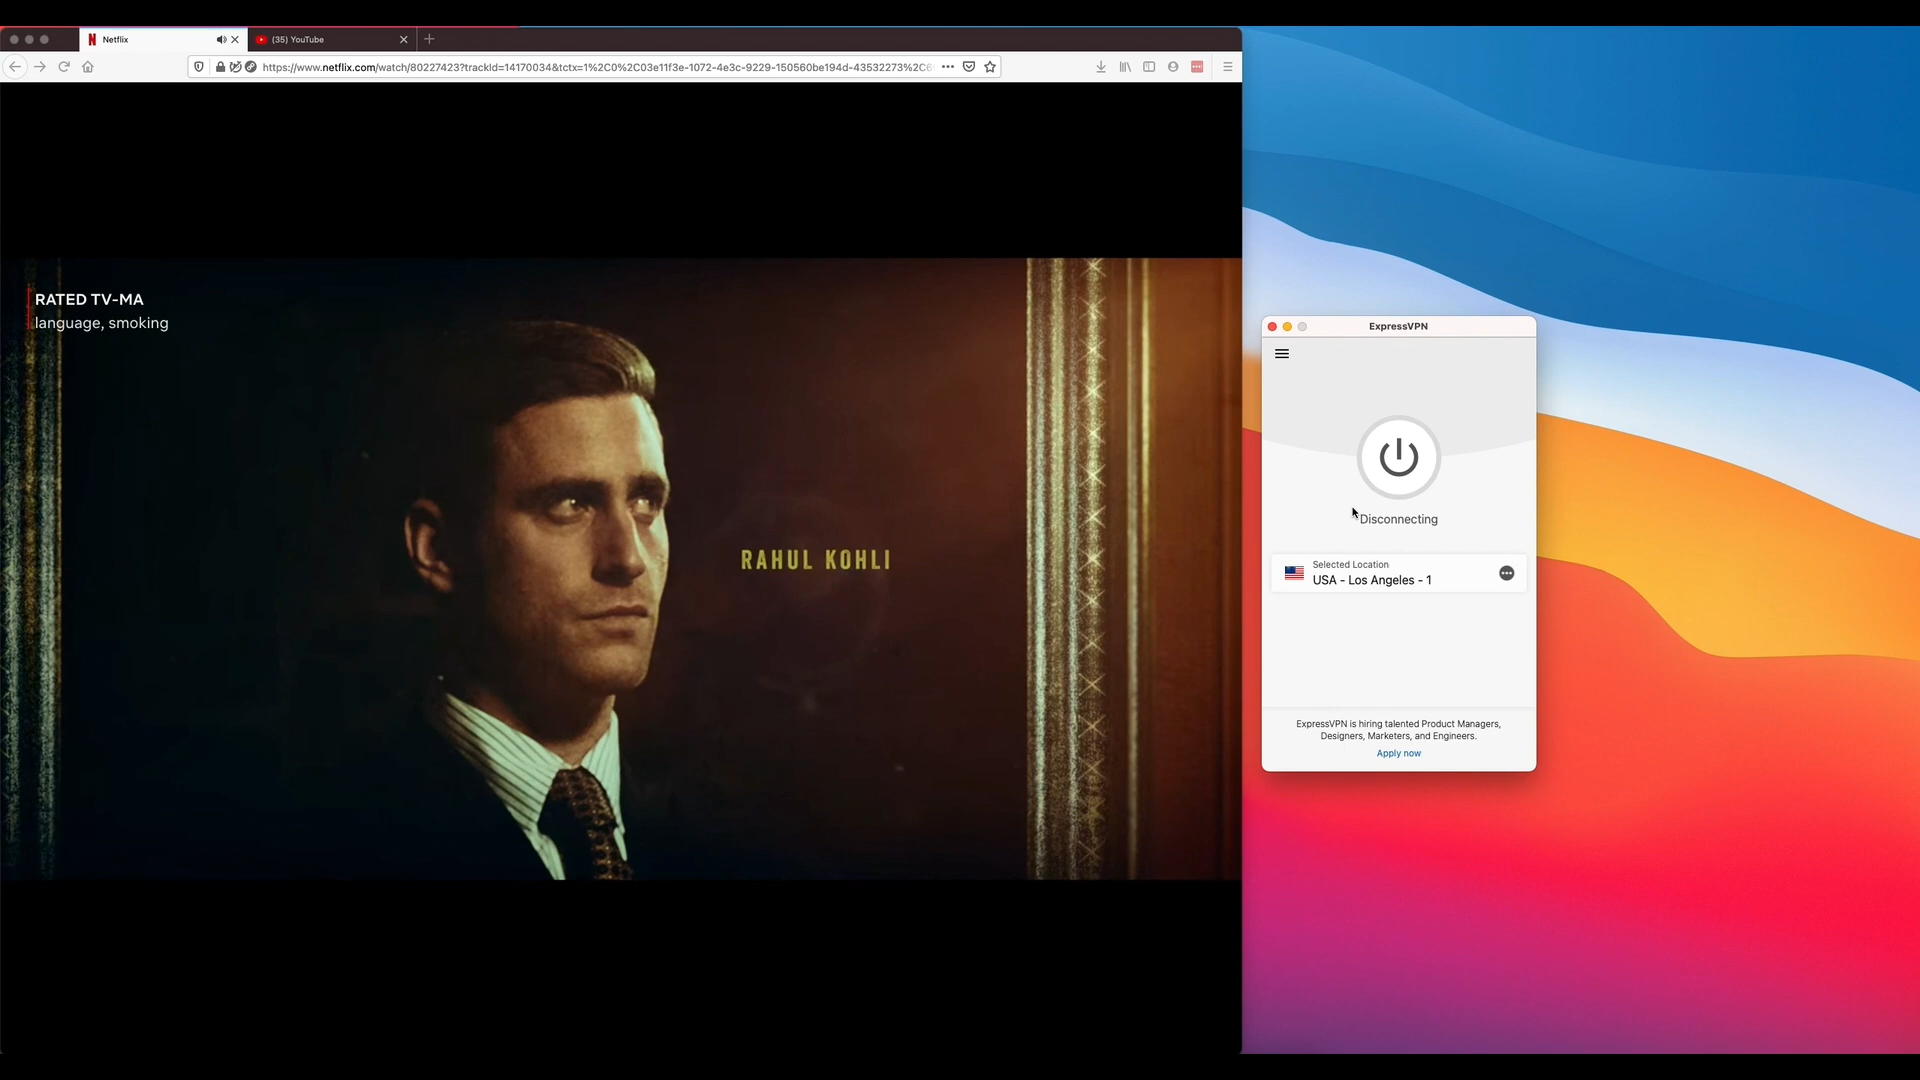 Netflix
(35) YouTube
https://www.netflix.com/watch/80227423?trackId=14170034&tctx=1%2C0%2C03e11f3e-1072-4e3c-9229-150560be194d-43532273%2C6
RATED TV-MA
language, smoking
RAHUL KOHLI
ExpressVPN
Disconnecting
Selected Location
USA - Los Angeles - 1
ExpressVPN is hiring talented Product Managers,
Designers, Marketers, and Engineers.
Apply now